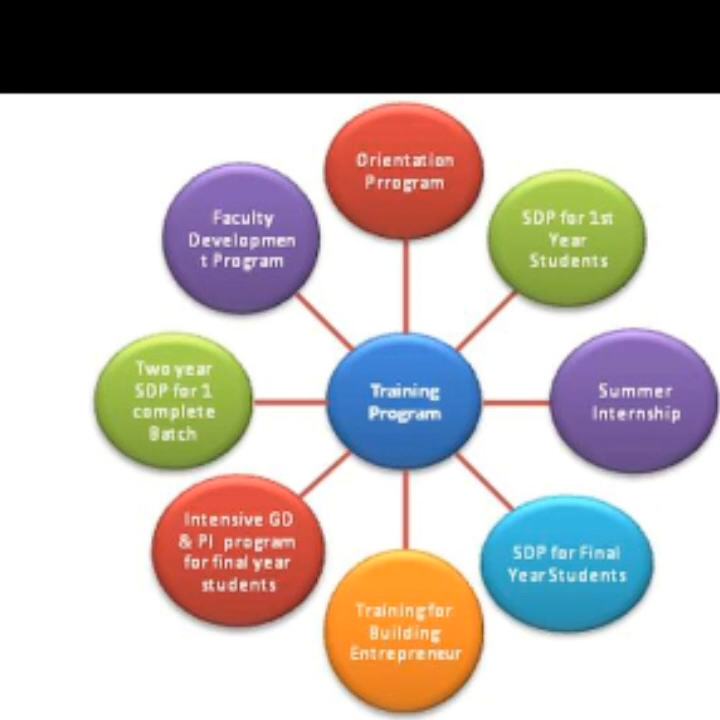 Orientation
Prrogram
SDP for 1st
Year
Students
Faculty
Developmen
t Program
Two year
SDP for 1
complete
Batch
Training
Program
Summer
Internship
Intensive GD
& PI program
for final year
students
SDP for Final
Year Students
Training for
Building
Entrepreneur